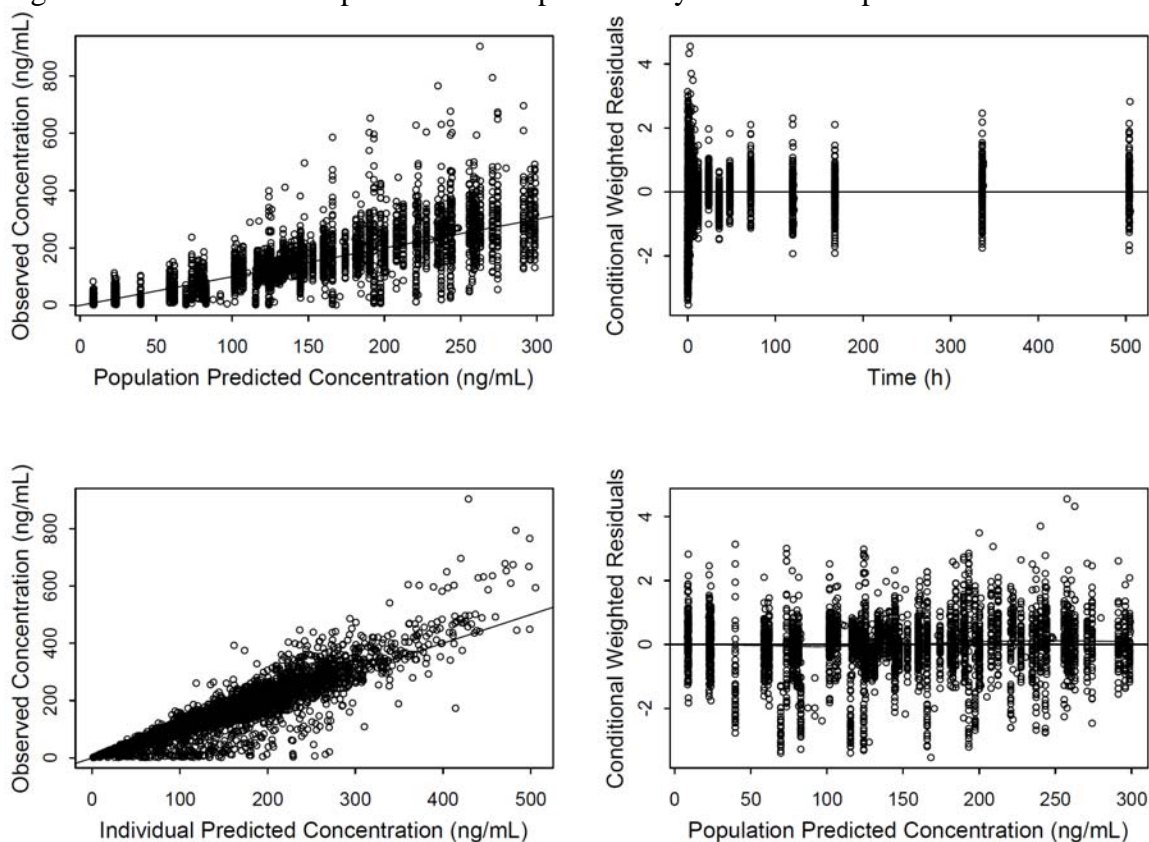 Observed Concentration (ng/mL)
800
600
400
200
0
0 50 100 150 200 250 300
Population Predicted Concentration (ng/mL)
Conditional Weighted Residuals
4
2
0
-2
0 100 200 300 400 500
Time (h)
Observed Concentration (ng/mL)
800
600
400
200
0
0 100 200 300 400 500
Individual Predicted Concentration (ng/mL)
Conditional Weighted Residuals
4
2
0
-2
0 50 100 150 200 250 300
Population Predicted Concentration (ng/mL)